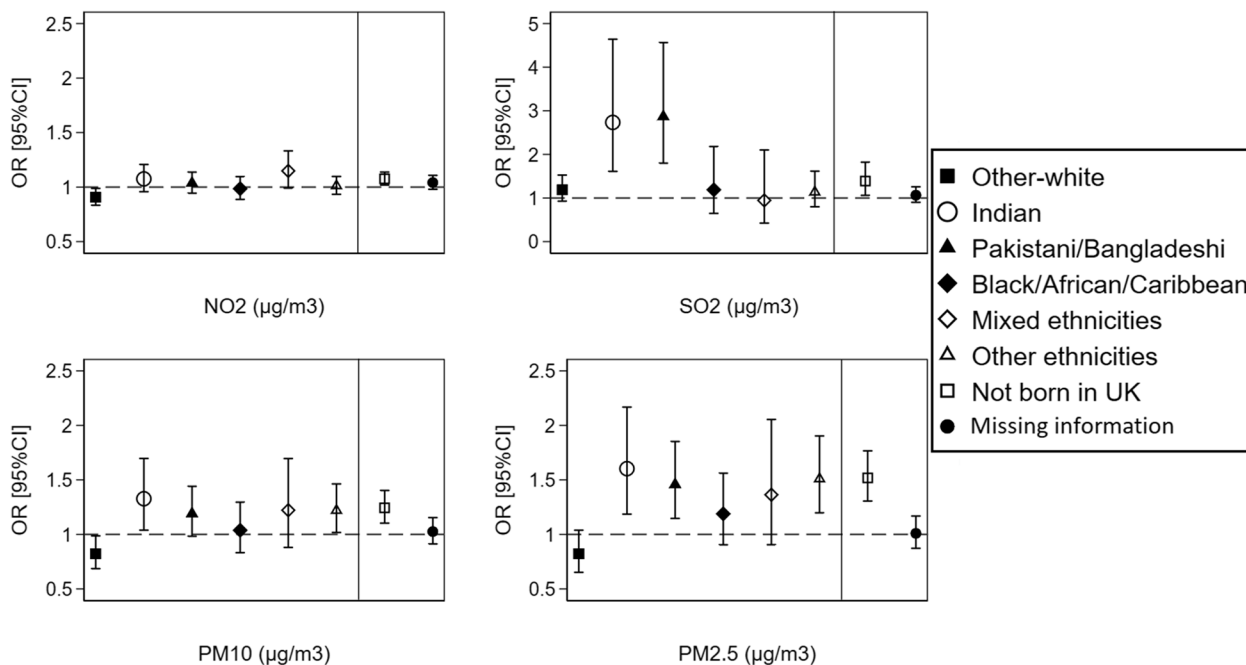 2.5
2
1.5
1
0.5
OR [95%CI]
NO2 (µg/m3)
5
4
3
2
1
0
OR [95%CI]
SO2 (µg/m3)
2.5
2
1.5
1
0.5
OR [95%CI]
PM10 (µg/m3)
2.5
2
1.5
1
0.5
OR [95%CI]
PM2.5 (µg/m3)
Other-white
Indian
Pakistani/Bangladeshi
Black/African/Caribbean
Mixed ethnicities
Other ethnicities
Not born in UK
Missing information